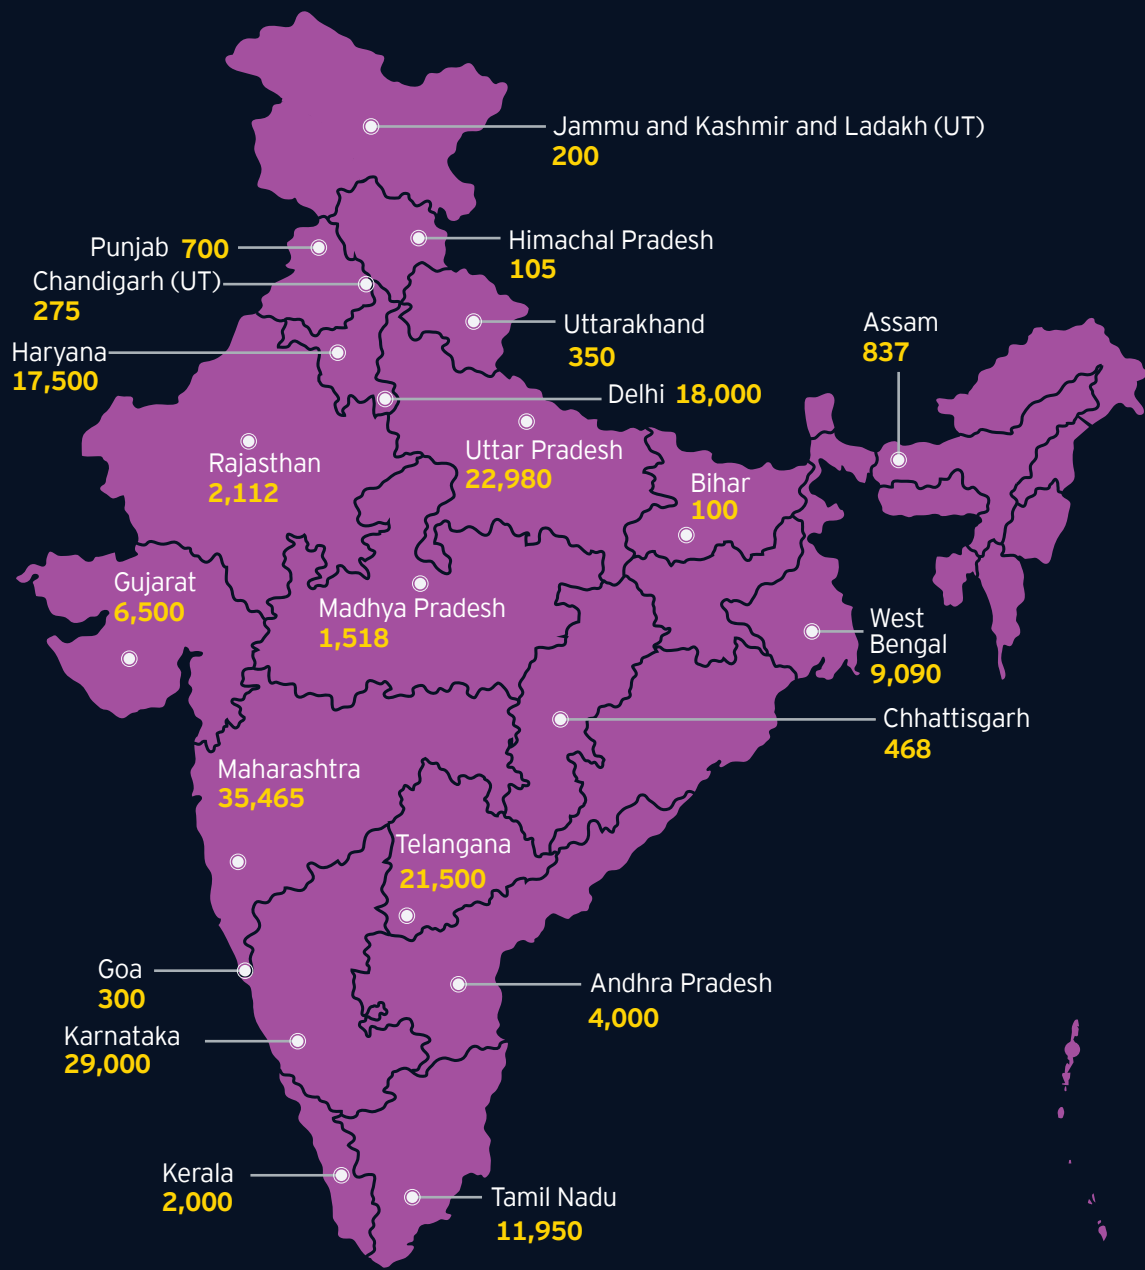 Jammu and Kashmir and Ladakh (UT)
200
Punjab 700
Himachal Pradesh
105
Chandigarh (UT)
275
Uttarakhand
350
Assam
837
Haryana
17,500
Delhi 18,000
Rajasthan
2,112
Uttar Pradesh
22,980
Bihar
100
Gujarat
6,500
Madhya Pradesh
1,518
West
Bengal
9,090
Chhattisgarh
468
Maharashtra
35,465
Telangana
21,500
Goa
300
Andhra Pradesh
4,000
Karnataka
29,000
Kerala
2,000
Tamil Nadu
11,950